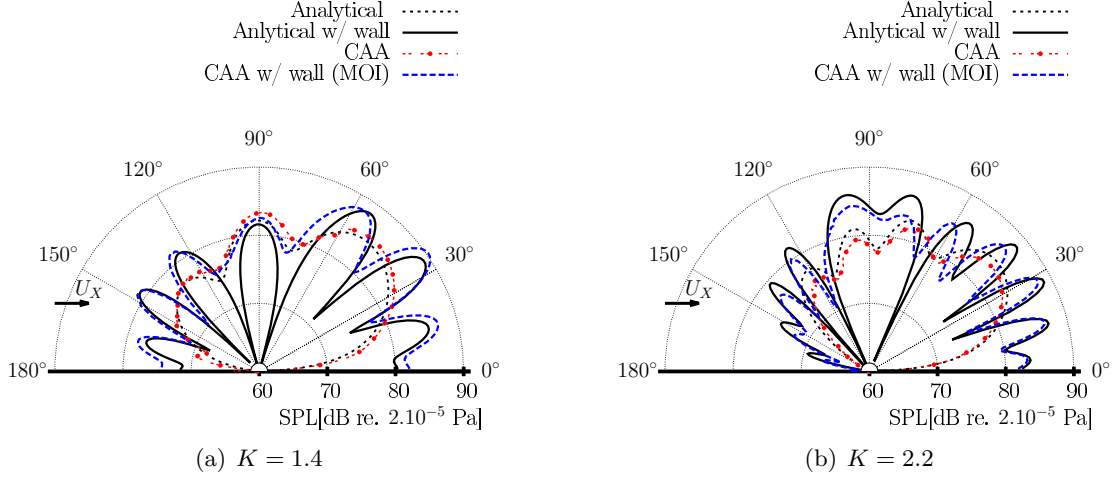 Analytical
Anlytical w/ wall
CAA
CAA w/ wall (MOI)
90°
120°
60°
150°
30°
U_X
180°
0°
60 70 80 90
SPL[dB re. 2.10⁻⁵ Pa]
(a) K = 1.4
Analytical
Anlytical w/ wall
CAA
CAA w/ wall (MOI)
90°
120°
60°
150°
30°
U_X
180°
0°
60 70 80 90
SPL[dB re. 2.10⁻⁵ Pa]
(b) K = 2.2